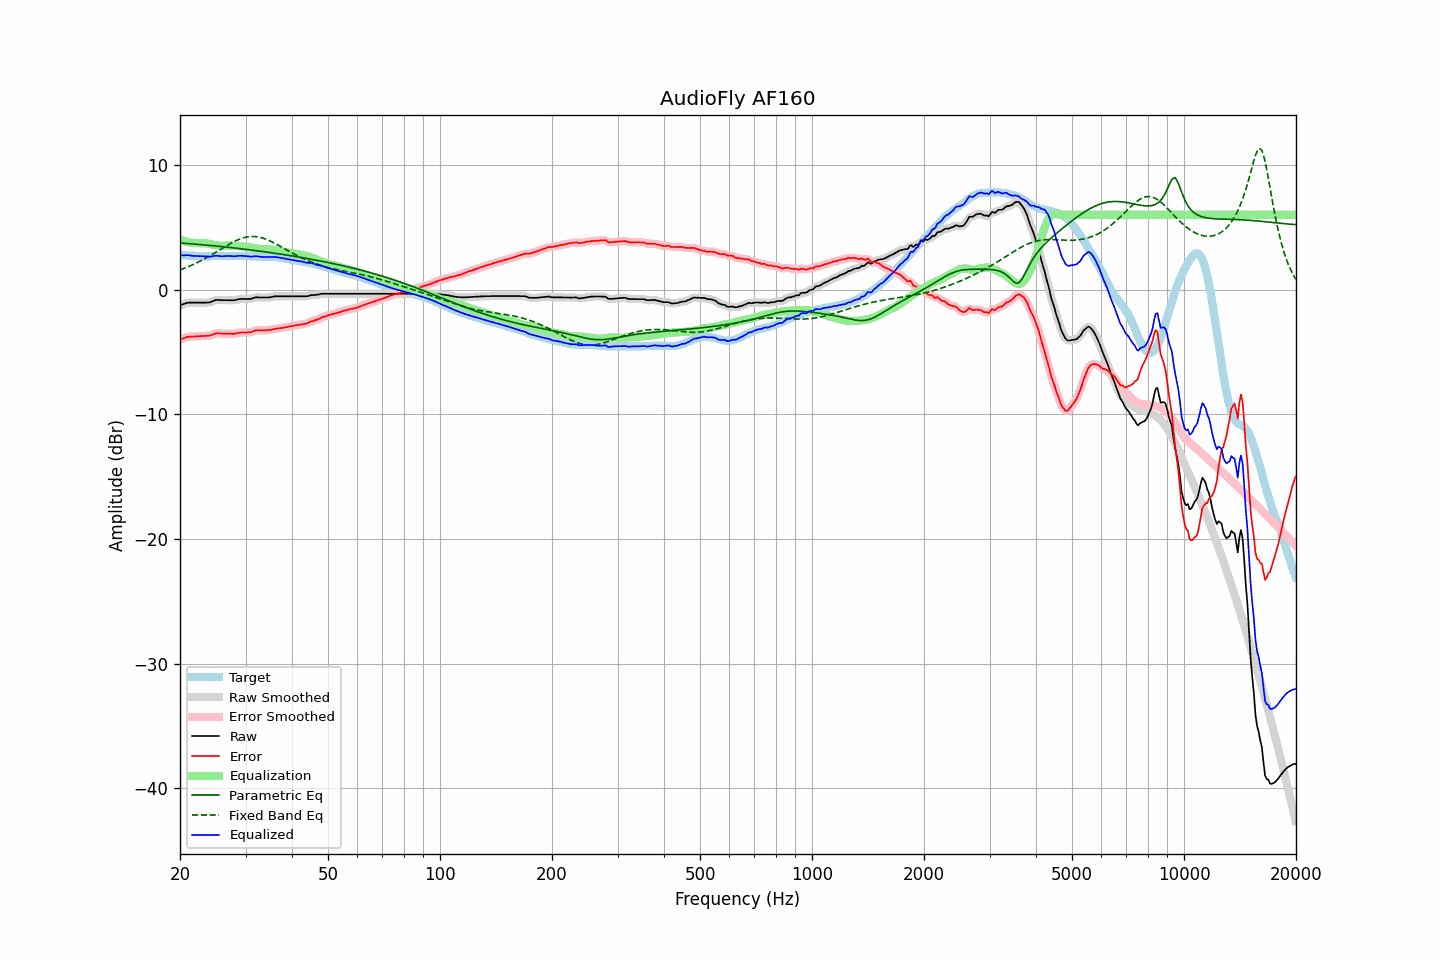 AudioFly AF160
Amplitude (dBr)
10
0
−10
−20
−30
−40
Target
Raw Smoothed
Error Smoothed
Raw
Error
Equalization
Parametric Eq
Fixed Band Eq
Equalized
20 50 100 200 500 1000 2000 5000 10000 20000
Frequency (Hz)